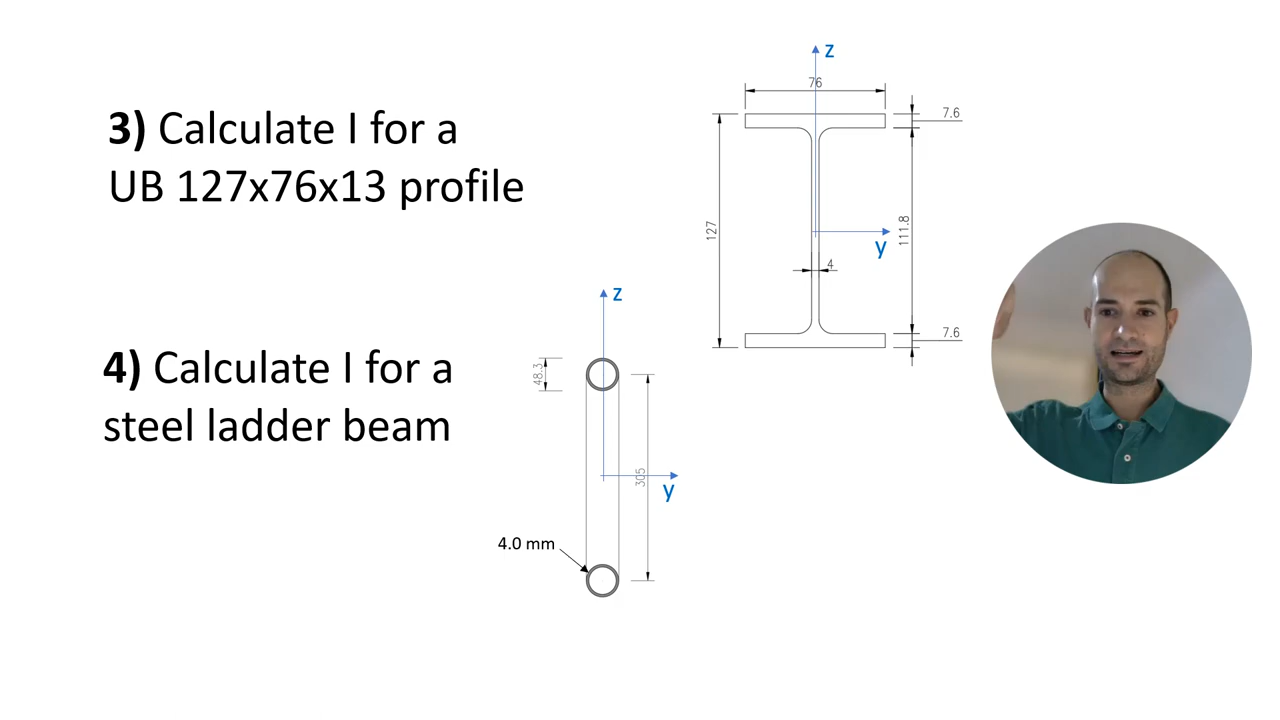 3) Calculate I for a
UB 127x76x13 profile
z
76
7.6
127
111.8
y
4
7.6
4) Calculate I for a
steel ladder beam
z
48.3
305
y
4.0 mm